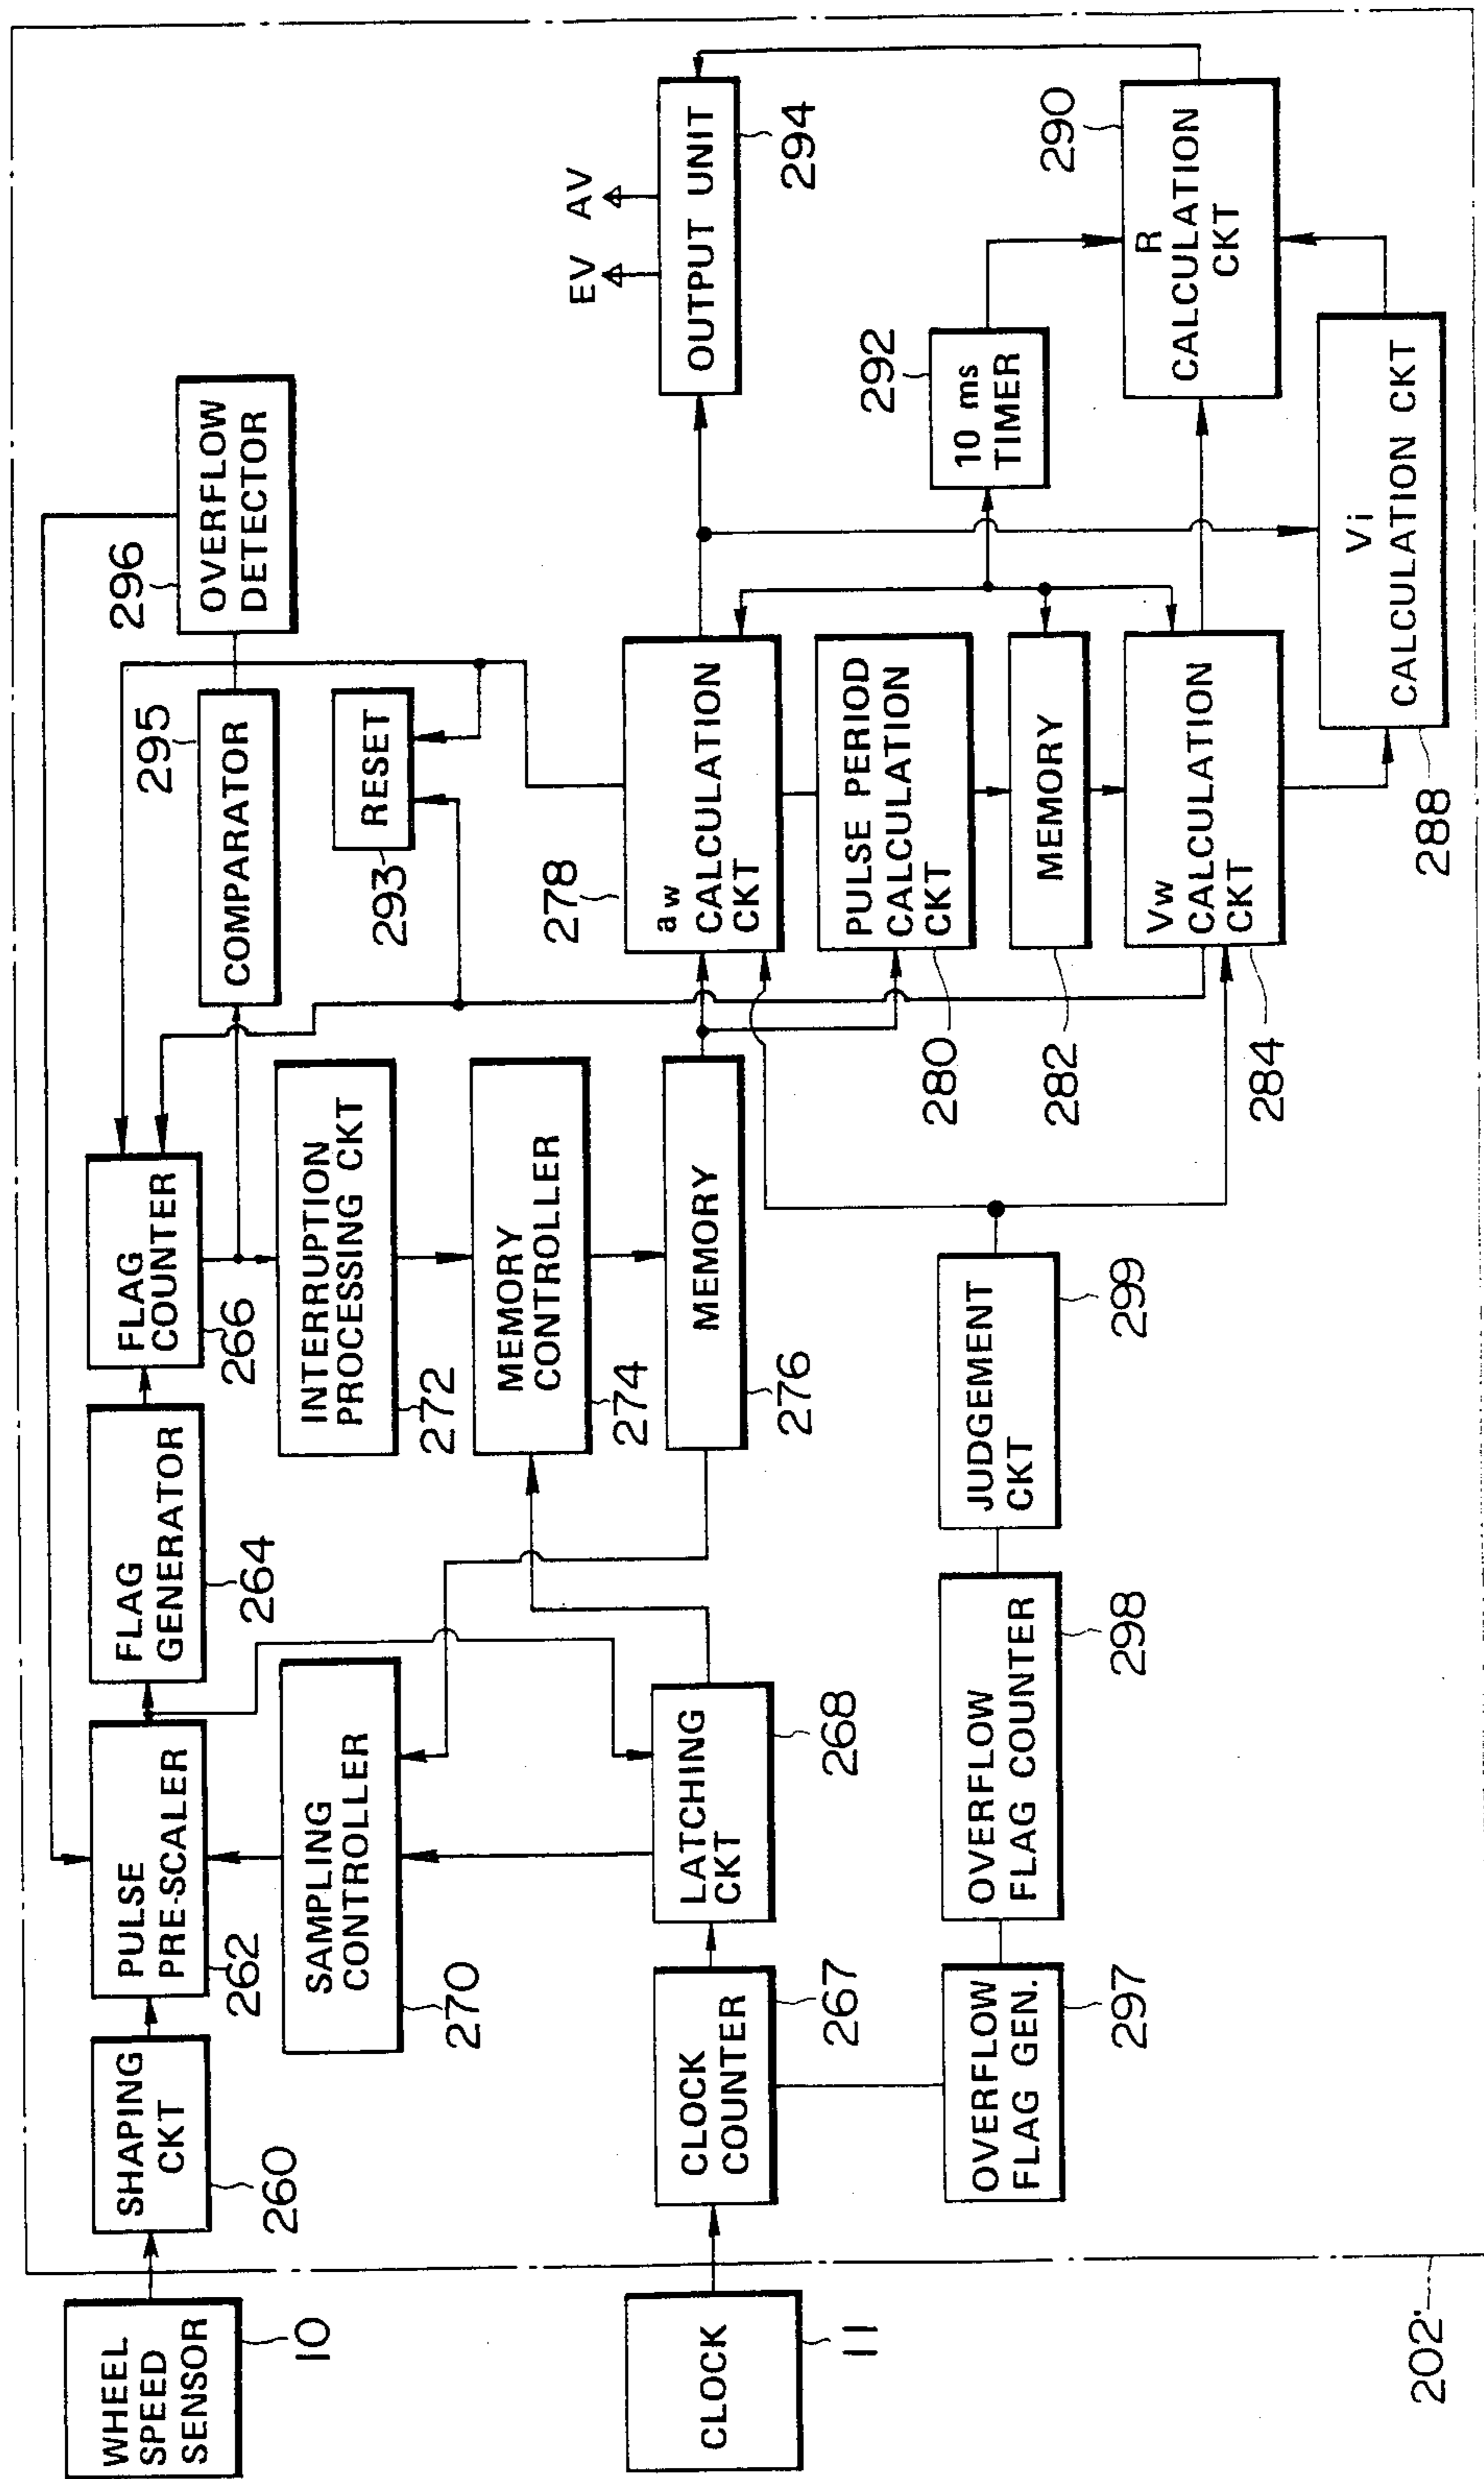 WHEEL
SPEED
SENSOR
10
SHAPING
CKT
260
PULSE
PRE-SCALER
262
FLAG
GENERATOR
264
FLAG
COUNTER
266
COMPARATOR
295
OVERFLOW
DETECTOR
296
SAMPLING
CONTROLLER
270
INTERRUPTION
PROCESSING CKT
272
RESET
293
MEMORY
CONTROLLER
274
CLOCK
11
CLOCK
COUNTER
267
LATCHING
CKT
268
MEMORY
276
aw
CALCULATION
CKT
278
EV
AV
OUTPUT UNIT
294
PULSE PERIOD
CALCULATION
CKT
280
10 ms
TIMER
292
MEMORY
282
OVERFLOW
FLAG GEN.
297
OVERFLOW
FLAG COUNTER
298
JUDGEMENT
CKT
299
Vw
CALCULATION
CKT
284
R
CALCULATION
CKT
290
Vi
CALCULATION CKT
288
202'